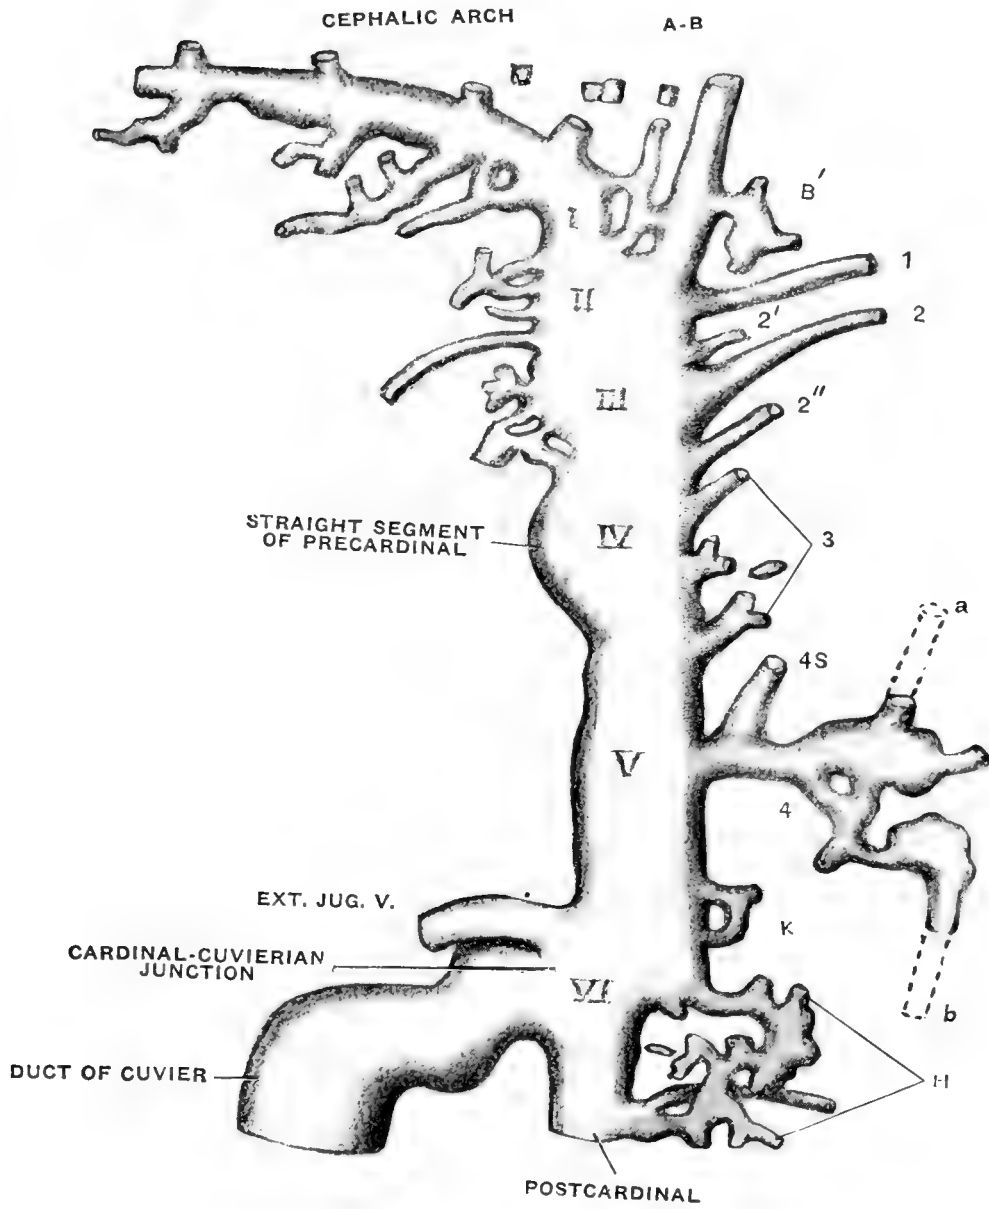 CEPHALIC ARCH
A-B
B'
I
1
II
2'
2
III
2"
STRAIGHT SEGMENT
OF PRECARDINAL
IV
3
a
4S
V
4
EXT. JUG. V.
K
CARDINAL-CUVIERIAN
JUNCTION
VI
b
DUCT OF CUVIER
H
POSTCARDINAL